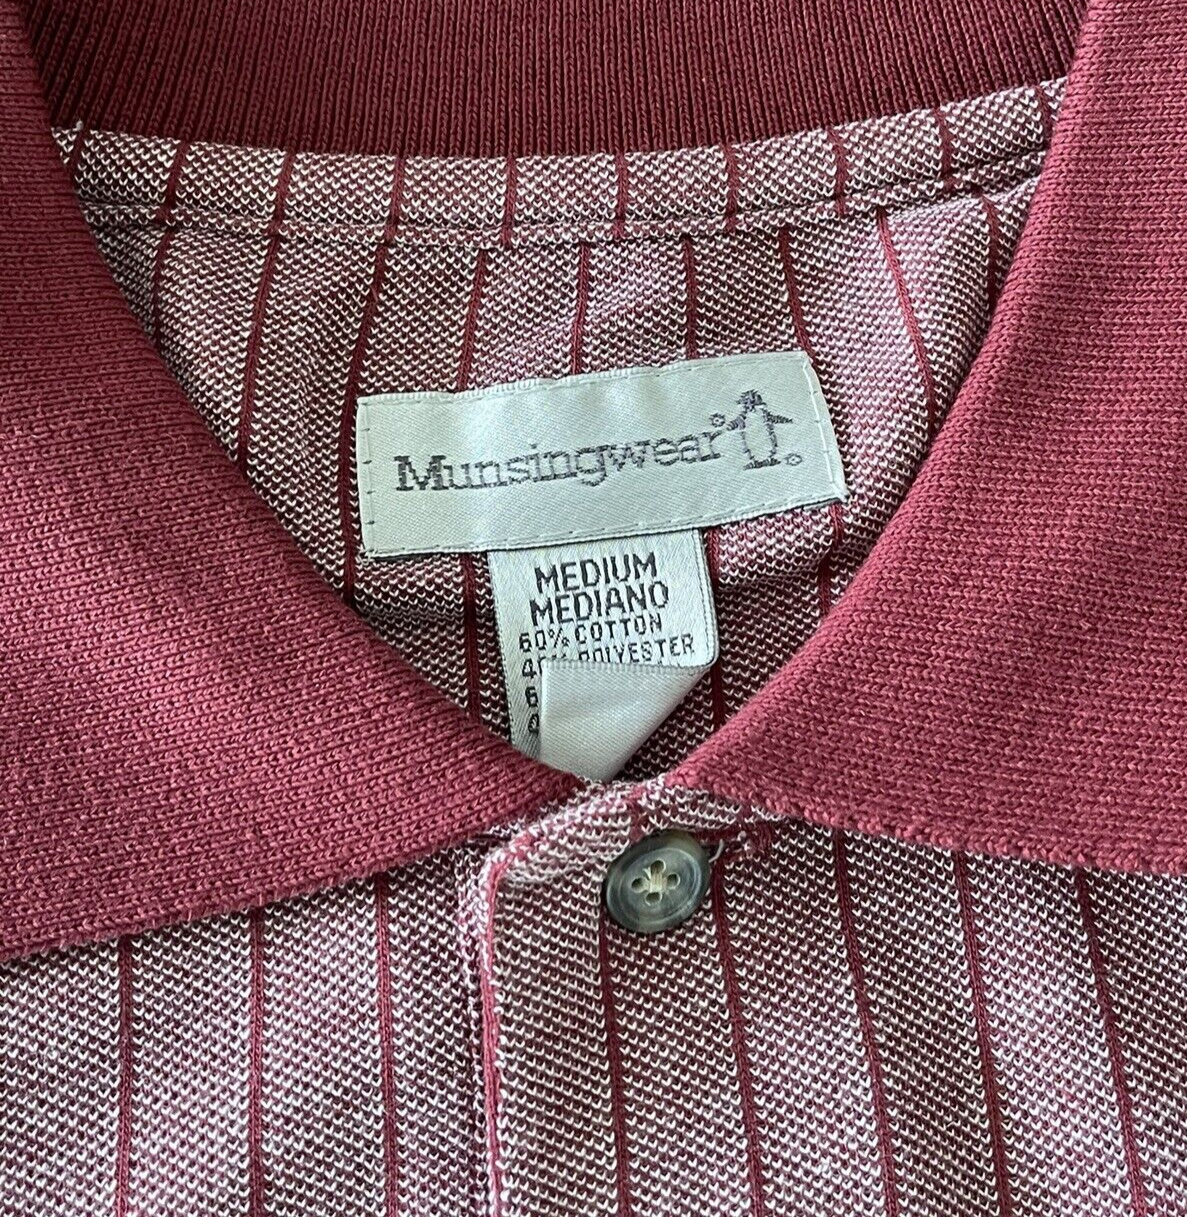 Munsingwear®
MEDIUM
MEDIANO
60% COTTON
POLYESTER